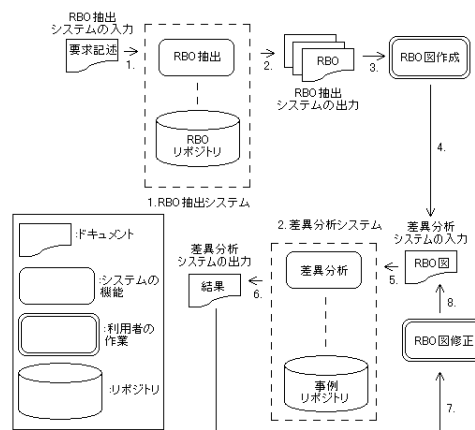 RBO抽出
システムの入力
要求記述
1.
RBO抽出
RBO
リポジトリ
1.RBO抽出システム
2.
RBO
RBO抽出
システムの出力
3.
RBO図作成
4.
差異分析
システムの入力
RBO図
5.
2.差異分析システム
差異分析
事例
リポジトリ
6.
差異分析
システムの出力
結果
7.
RBO図修正
8.
:ドキュメント
:システムの
機能
:利用者の
作業
:リポジトリ